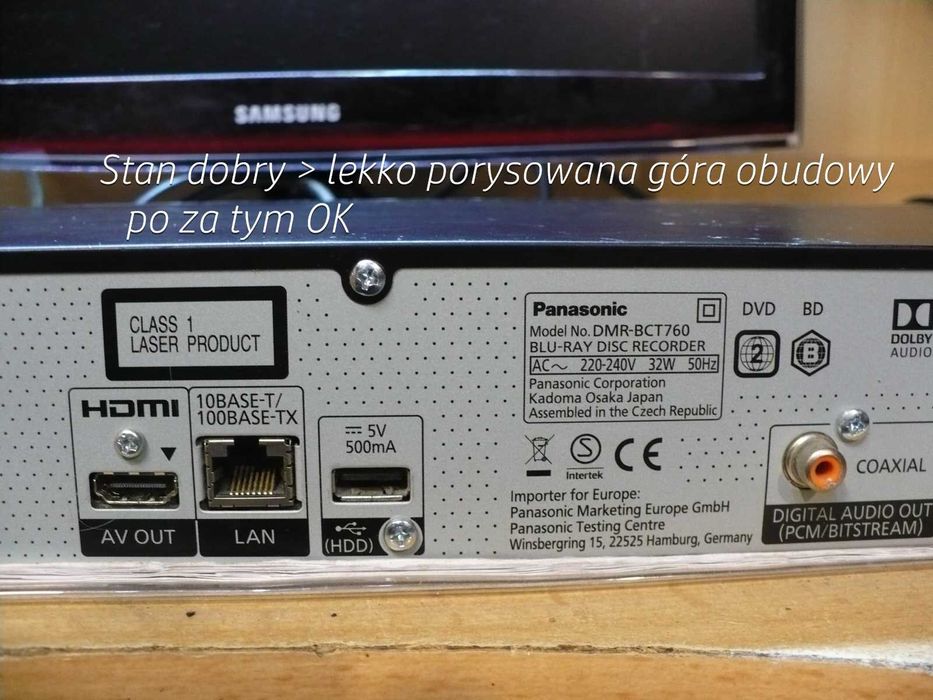 SAMSUNG
Stan dobry > lekko porysowana góra obudowy
po za tym OK
CLASS 1
LASER PRODUCT
HDMI
AV OUT
10BASE-T/
100BASE-TX
LAN
5V
500mA
(HDD)
Panasonic
Model No. DMR-BCT760
BLU-RAY DISC RECORDER
AC～ 220-240V 32W 50Hz
Panasonic Corporation
Kadoma Osaka Japan
Assembled in the Czech Republic
DVD
2
BD
B
DOLBY
AUDIO
S
Intertek
CE
Importer for Europe:
Panasonic Marketing Europe GmbH
Panasonic Testing Centre
Winsbergring 15, 22525 Hamburg, Germany
COAXIAL
DIGITAL AUDIO OUT
(PCM/BITSTREAM)